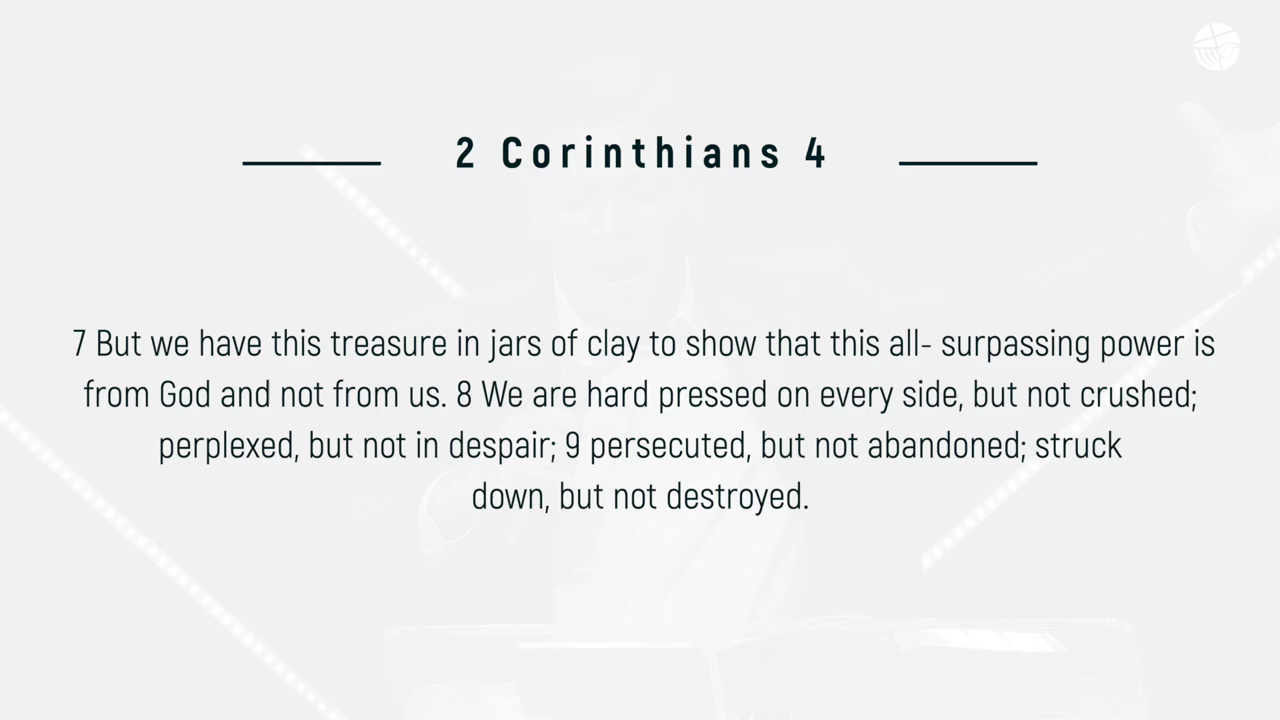 2 Corinthians 4
7 But we have this treasure in jars of clay to show that this all- surpassing power is
from God and not from us. 8 We are hard pressed on every side, but not crushed;
perplexed, but not in despair; 9 persecuted, but not abandoned; struck
down, but not destroyed.